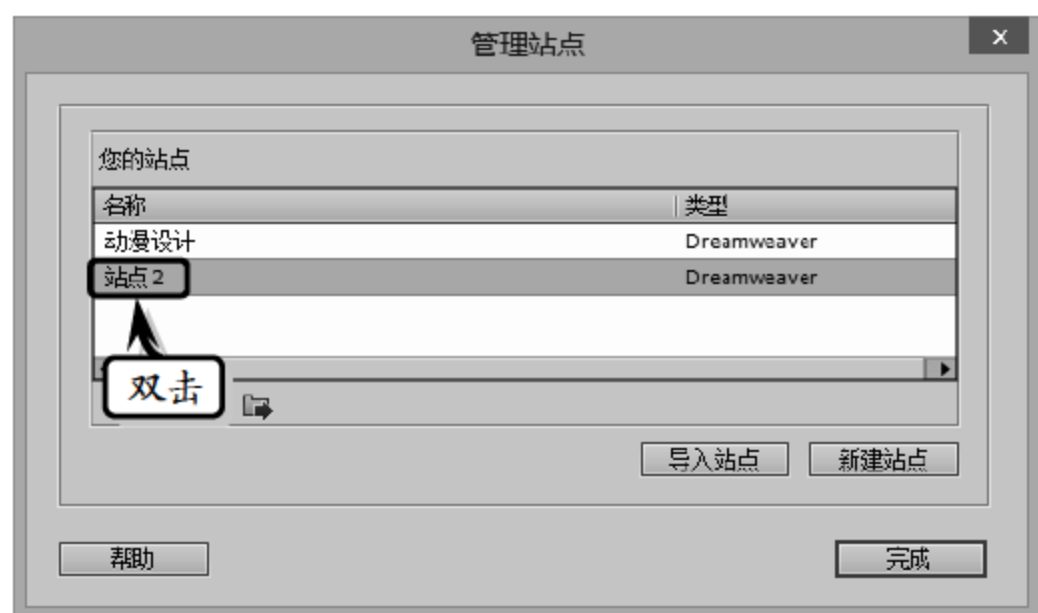 管理站点
x
您的站点
名称 类型
动漫设计 Dreamweaver
站点2 Dreamweaver
双击
导入站点 新建站点
帮助 完成